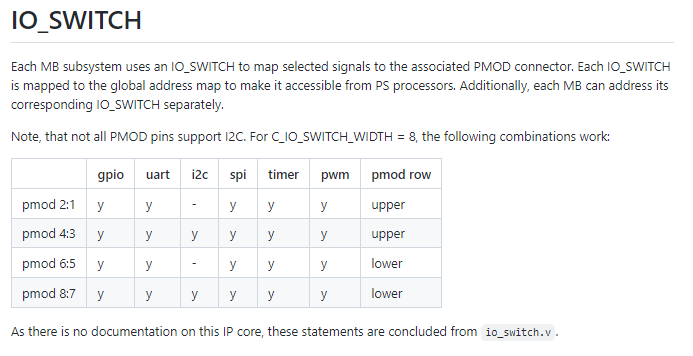 IO_SWITCH
Each MB subsystem uses an IO_SWITCH to map selected signals to the associated PMOD connector. Each IO_SWITCH
is mapped to the global address map to make it accessible from PS processors. Additionally, each MB can address its
corresponding IO_SWITCH separately.
Note, that not all PMOD pins support I2C. For C_IO_SWITCH_WIDTH = 8, the following combinations work:
gpio uart i2c spi timer pwm pmod row
pmod 2:1 y y - y y y upper
pmod 4:3 y y y y y y upper
pmod 6:5 y y - y y y lower
pmod 8:7 y y y y y y lower
As there is no documentation on this IP core, these statements are concluded from io_switch.v .